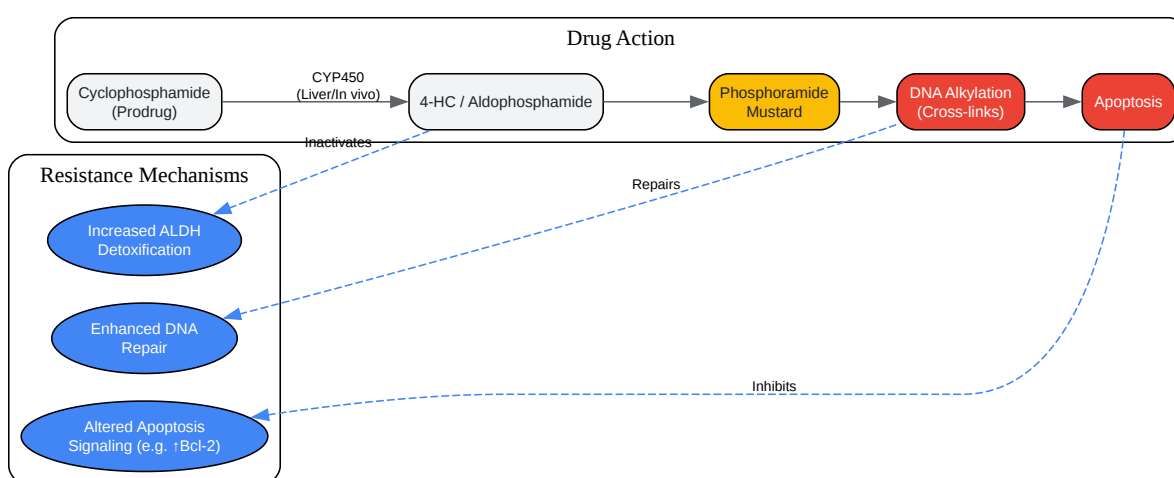 Drug Action
Cyclophosphamide
(Prodrug)
CYP450
(Liver/In vivo)
4-HC / Aldophosphamide
Phosphoramide
Mustard
DNA Alkylation
(Cross-links)
Apoptosis
Inactivates
Repairs
Inhibits
Resistance Mechanisms
Increased ALDH
Detoxification
Enhanced DNA
Repair
Altered Apoptosis
Signaling (e.g. ↑Bcl-2)